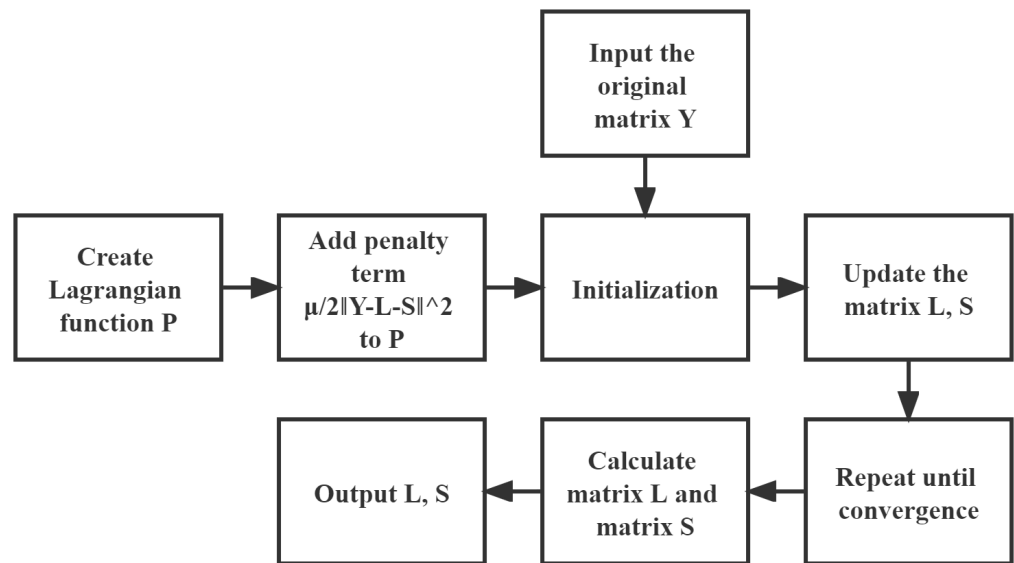 Input the
original
matrix Y
Create
Lagrangian
function P
Add penalty
term
μ/2‖Y-L-S‖^2
to P
Initialization
Update the
matrix L, S
Output L, S
Calculate
matrix L and
matrix S
Repeat until
convergence